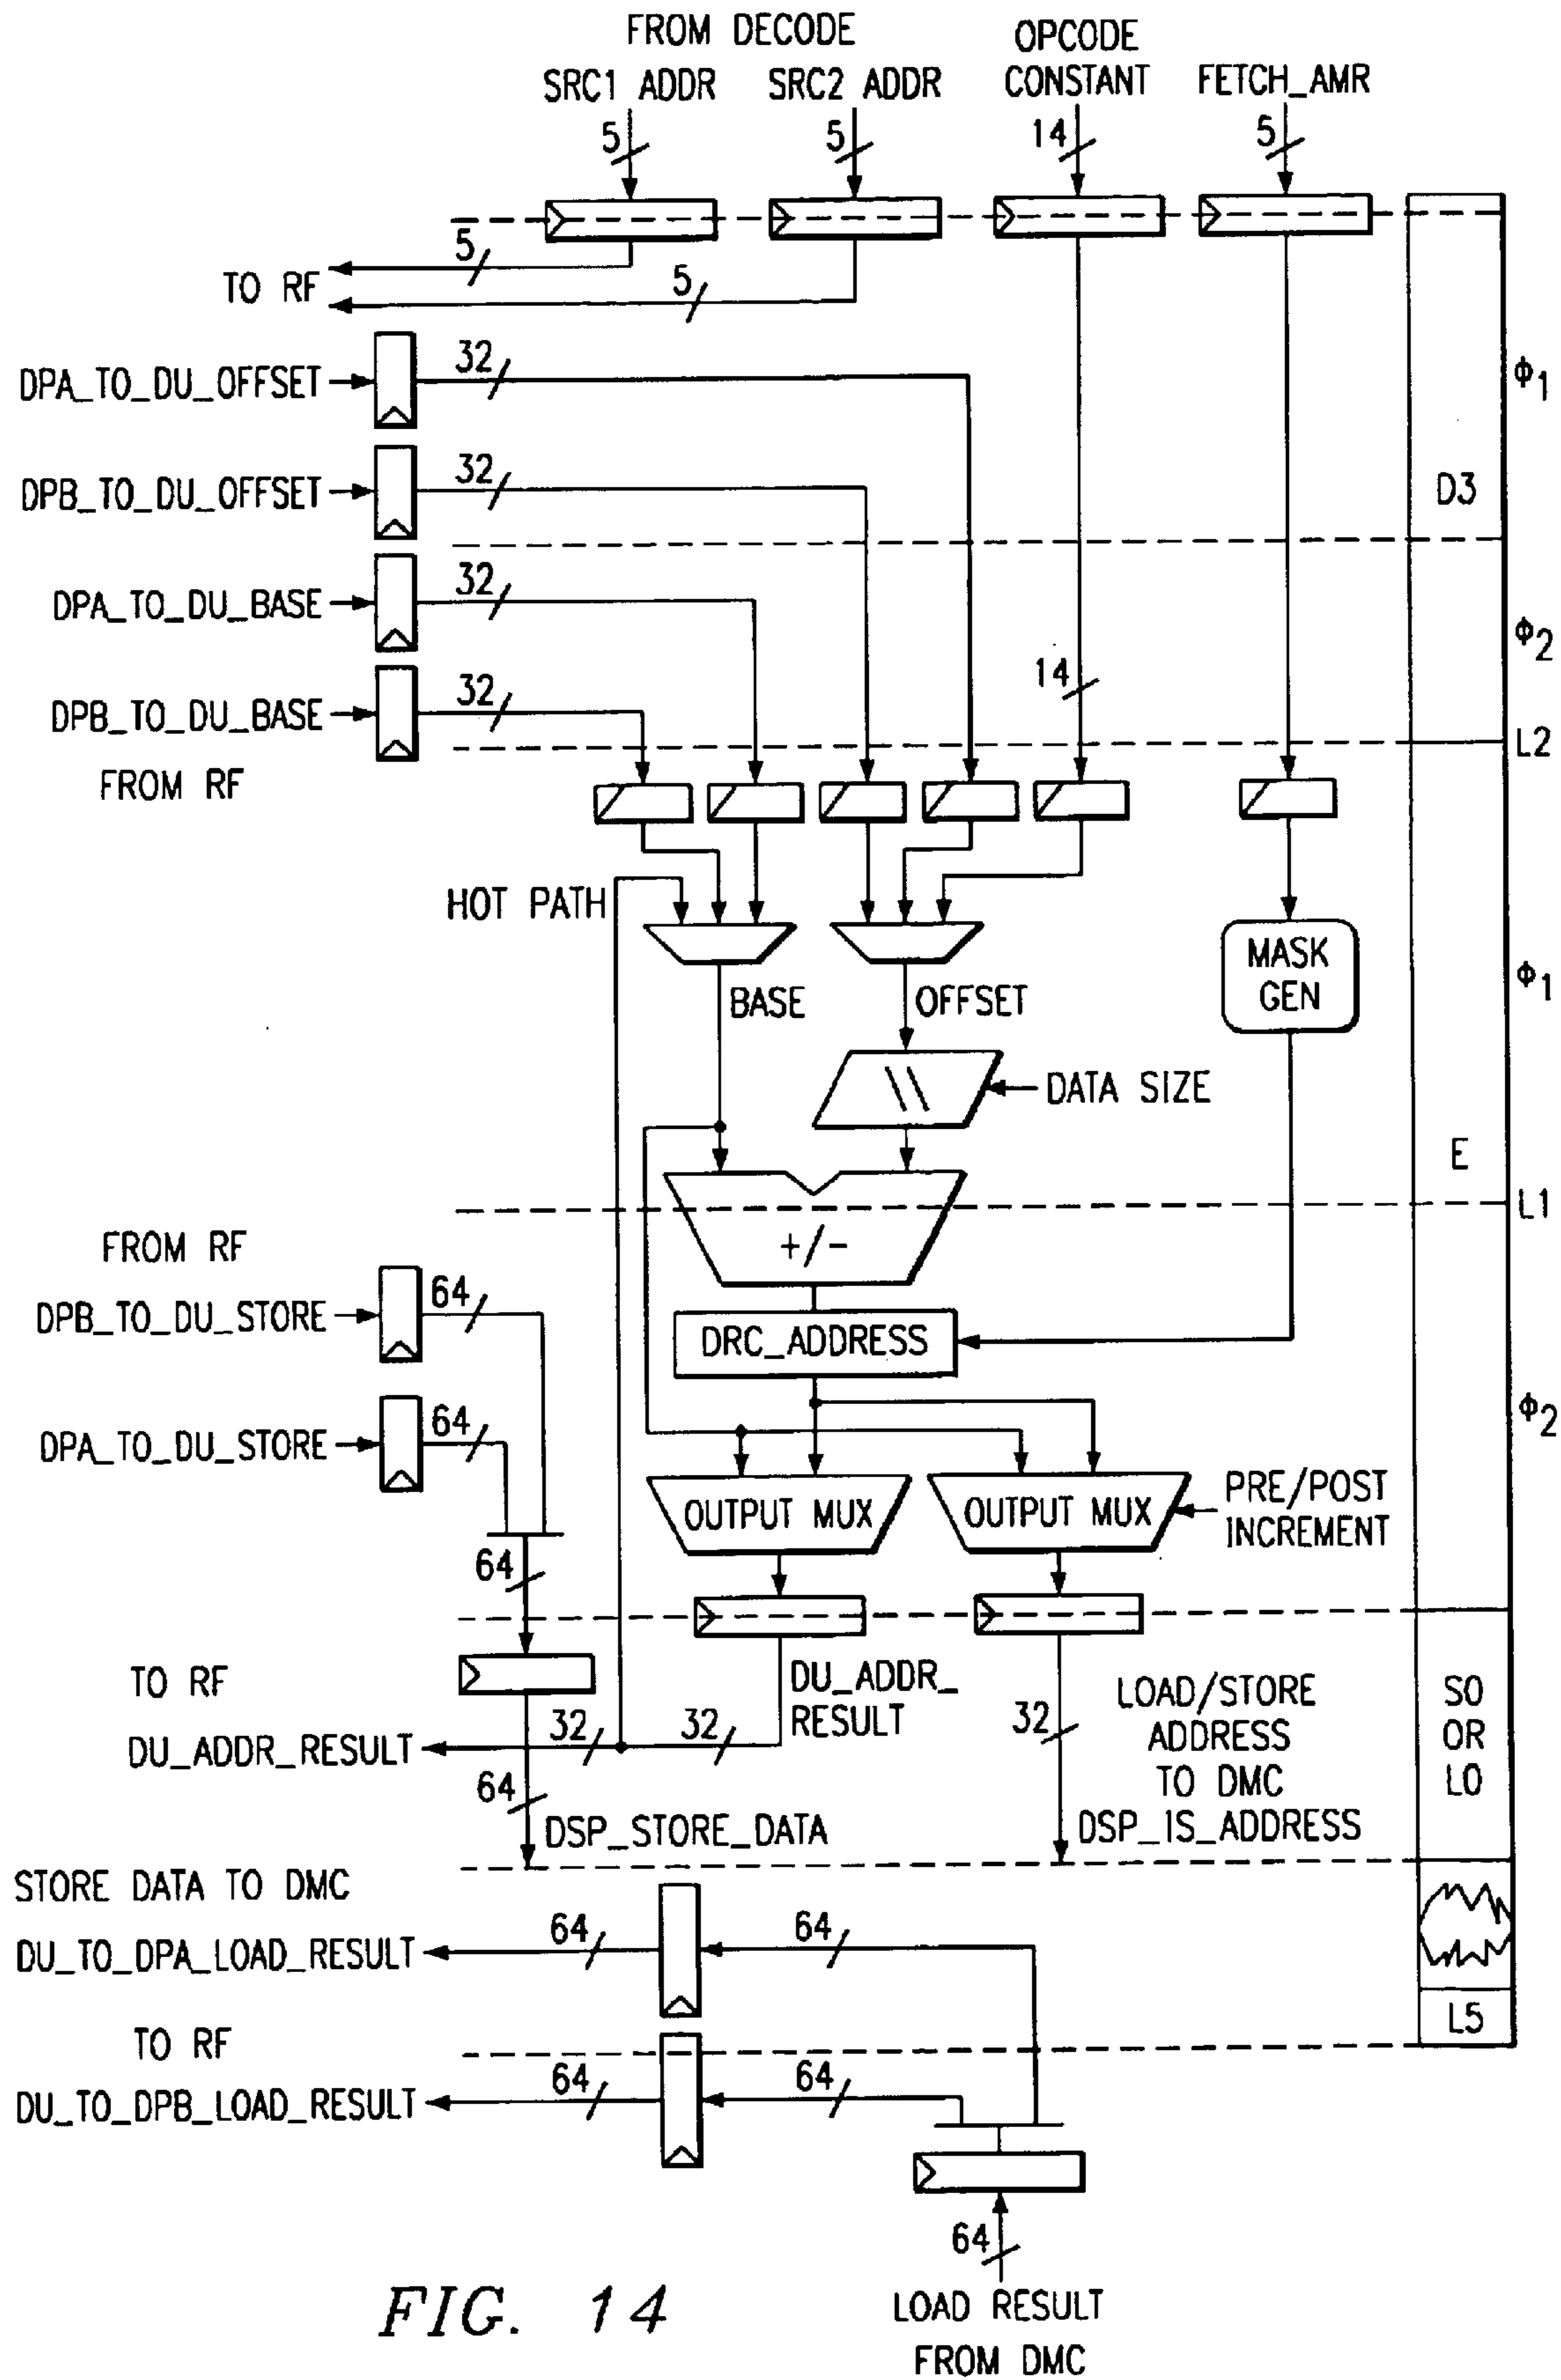 FROM DECODE
OPCODE
SRC1 ADDR
SRC2 ADDR
CONSTANT
FETCH_AMR
5
5
14
5
5
TO RF
5
DPA_TO_DU_OFFSET
32
Φ1
DPB_TO_DU_OFFSET
32
D3
DPA_TO_DU_BASE
32
Φ2
14
DPB_TO_DU_BASE
32
L2
FROM RF
HOT PATH
MASK
GEN
BASE
OFFSET
Φ1
\\
DATA SIZE
E
L1
FROM RF
+/-
DPB_TO_DU_STORE
64
DRC_ADDRESS
DPA_TO_DU_STORE
64
Φ2
OUTPUT MUX
OUTPUT MUX
PRE/POST
INCREMENT
64
TO RF
DU_ADDR_
RESULT
LOAD/STORE
ADDRESS
TO DMC
DSP_1S_ADDRESS
SO
OR
LO
DU_ADDR_RESULT
32
32
32
64
DSP_STORE_DATA
STORE DATA TO DMC
DU_TO_DPA_LOAD_RESULT
64
64
L5
TO RF
DU_TO_DPB_LOAD_RESULT
64
64
64
LOAD RESULT
FROM DMC
FIG. 14